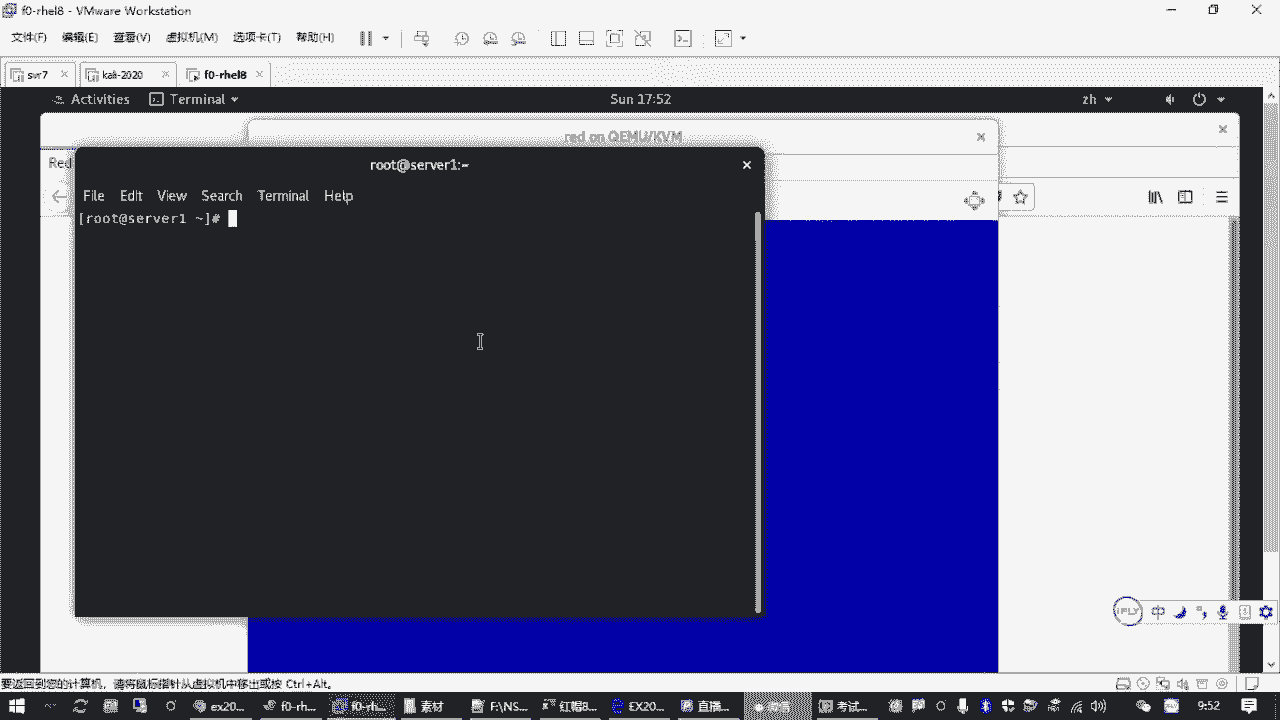 f0-rhel8 - VMware Workstation
文件(F) 编辑(E) 查看(V) 虚拟机(M) 选项卡(T) 帮助(H)
svr7 kali-2020 f0-rhel8
Activities Terminal Sun 17:52 zh
red on QEMU/KVM
Red
root@server1:~
File Edit View Search Terminal Help
[root@server1 ~]#
iFLY 中
要返回到您的计算机，请将鼠标指针从虚拟机中移出或按 Ctrl+Alt。
ex20... f0-rh... f0-rh... 素材 F:\NS... 红帽8... EX20... 直播... 考试... 9:52